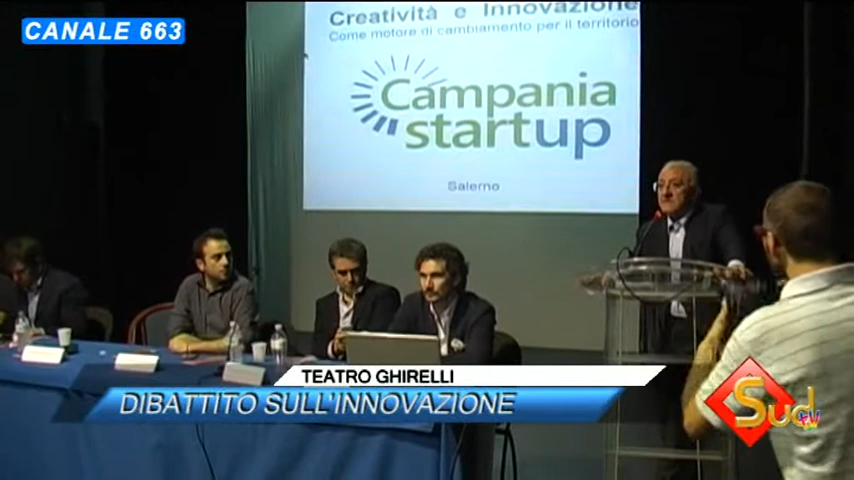 CANALE 663
Creatività e Innovazione
Come motore di cambiamento per il territorio
Campania
startup
Salerno
TEATRO GHIRELLI
DIBATTITO SULL'INNOVAZIONE
Sud
TV